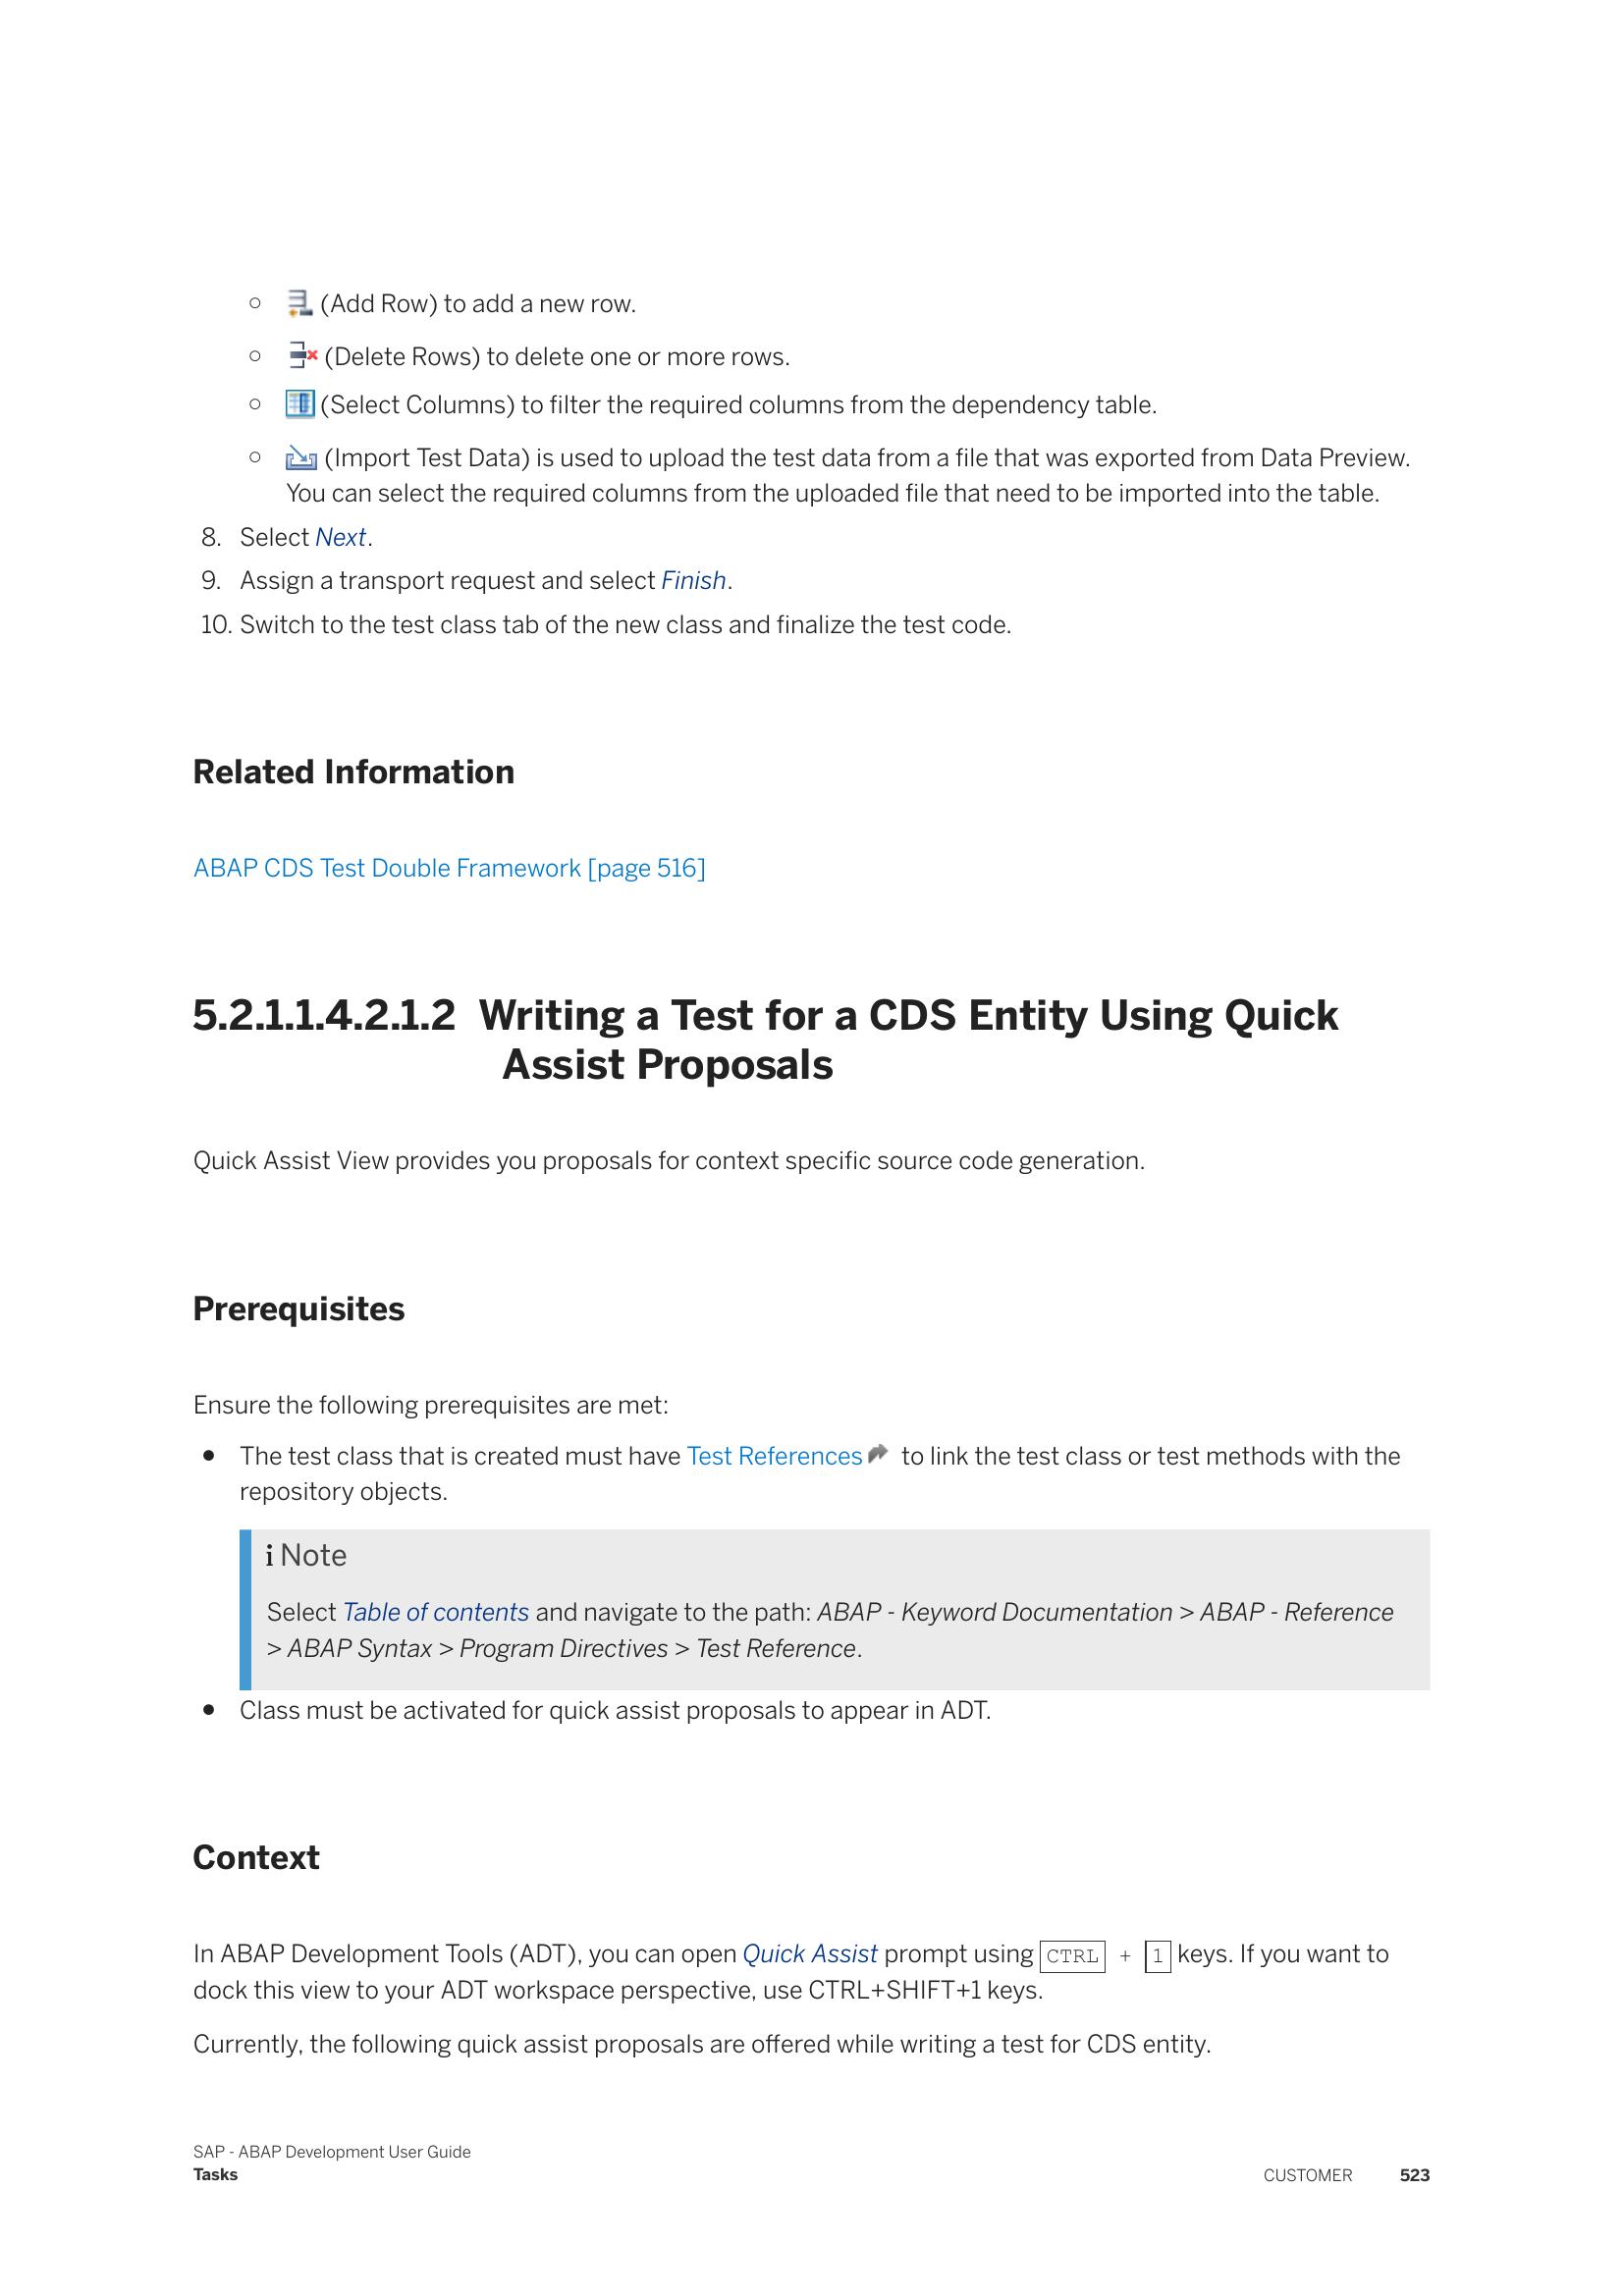 ○ (Add Row) to add a new row.
○ (Delete Rows) to delete one or more rows.
○ (Select Columns) to filter the required columns from the dependency table.
○ (Import Test Data) is used to upload the test data from a file that was exported from Data Preview.
You can select the required columns from the uploaded file that need to be imported into the table.
8. Select Next.
9. Assign a transport request and select Finish.
10. Switch to the test class tab of the new class and finalize the test code.
Related Information
ABAP CDS Test Double Framework [page 516]
5.2.1.1.4.2.1.2 Writing a Test for a CDS Entity Using Quick
Assist Proposals
Quick Assist View provides you proposals for context specific source code generation.
Prerequisites
Ensure the following prerequisites are met:
● The test class that is created must have Test References to link the test class or test methods with the
repository objects.
i Note
Select Table of contents and navigate to the path: ABAP - Keyword Documentation > ABAP - Reference
> ABAP Syntax > Program Directives > Test Reference.
● Class must be activated for quick assist proposals to appear in ADT.
Context
In ABAP Development Tools (ADT), you can open Quick Assist prompt using CTRL + 1 keys. If you want to
dock this view to your ADT workspace perspective, use CTRL+SHIFT+1 keys.
Currently, the following quick assist proposals are offered while writing a test for CDS entity.
SAP - ABAP Development User Guide
Tasks
CUSTOMER 523